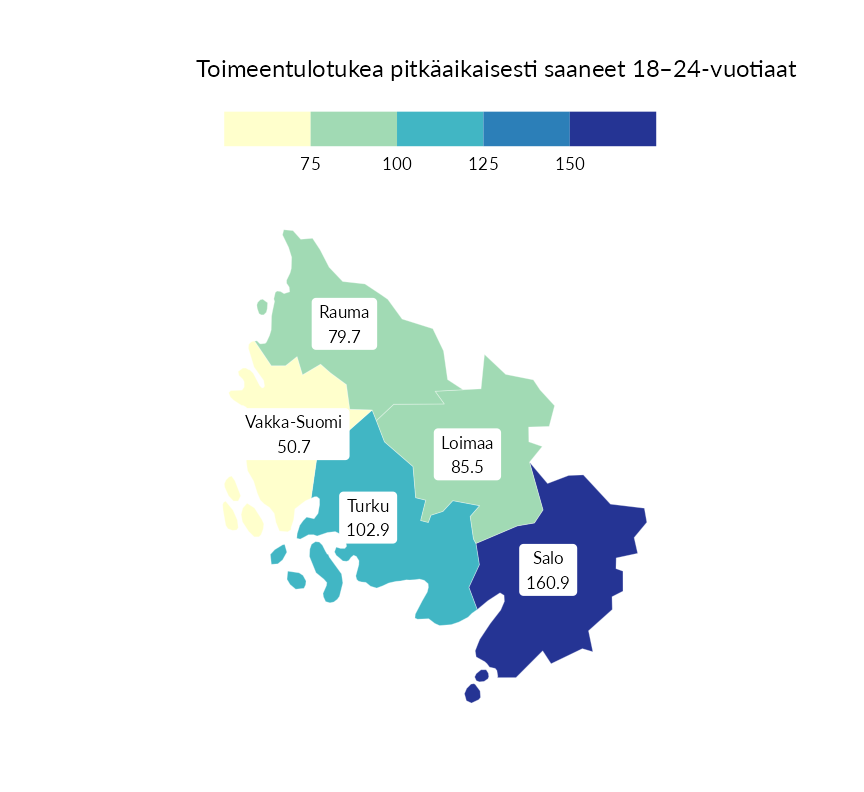 Toimeentulotukea pitkäaikaisesti saaneet 18–24-vuotiaat
75 100 125 150
Rauma
79.7
Vakka-Suomi
50.7
Loimaa
85.5
Turku
102.9
Salo
160.9